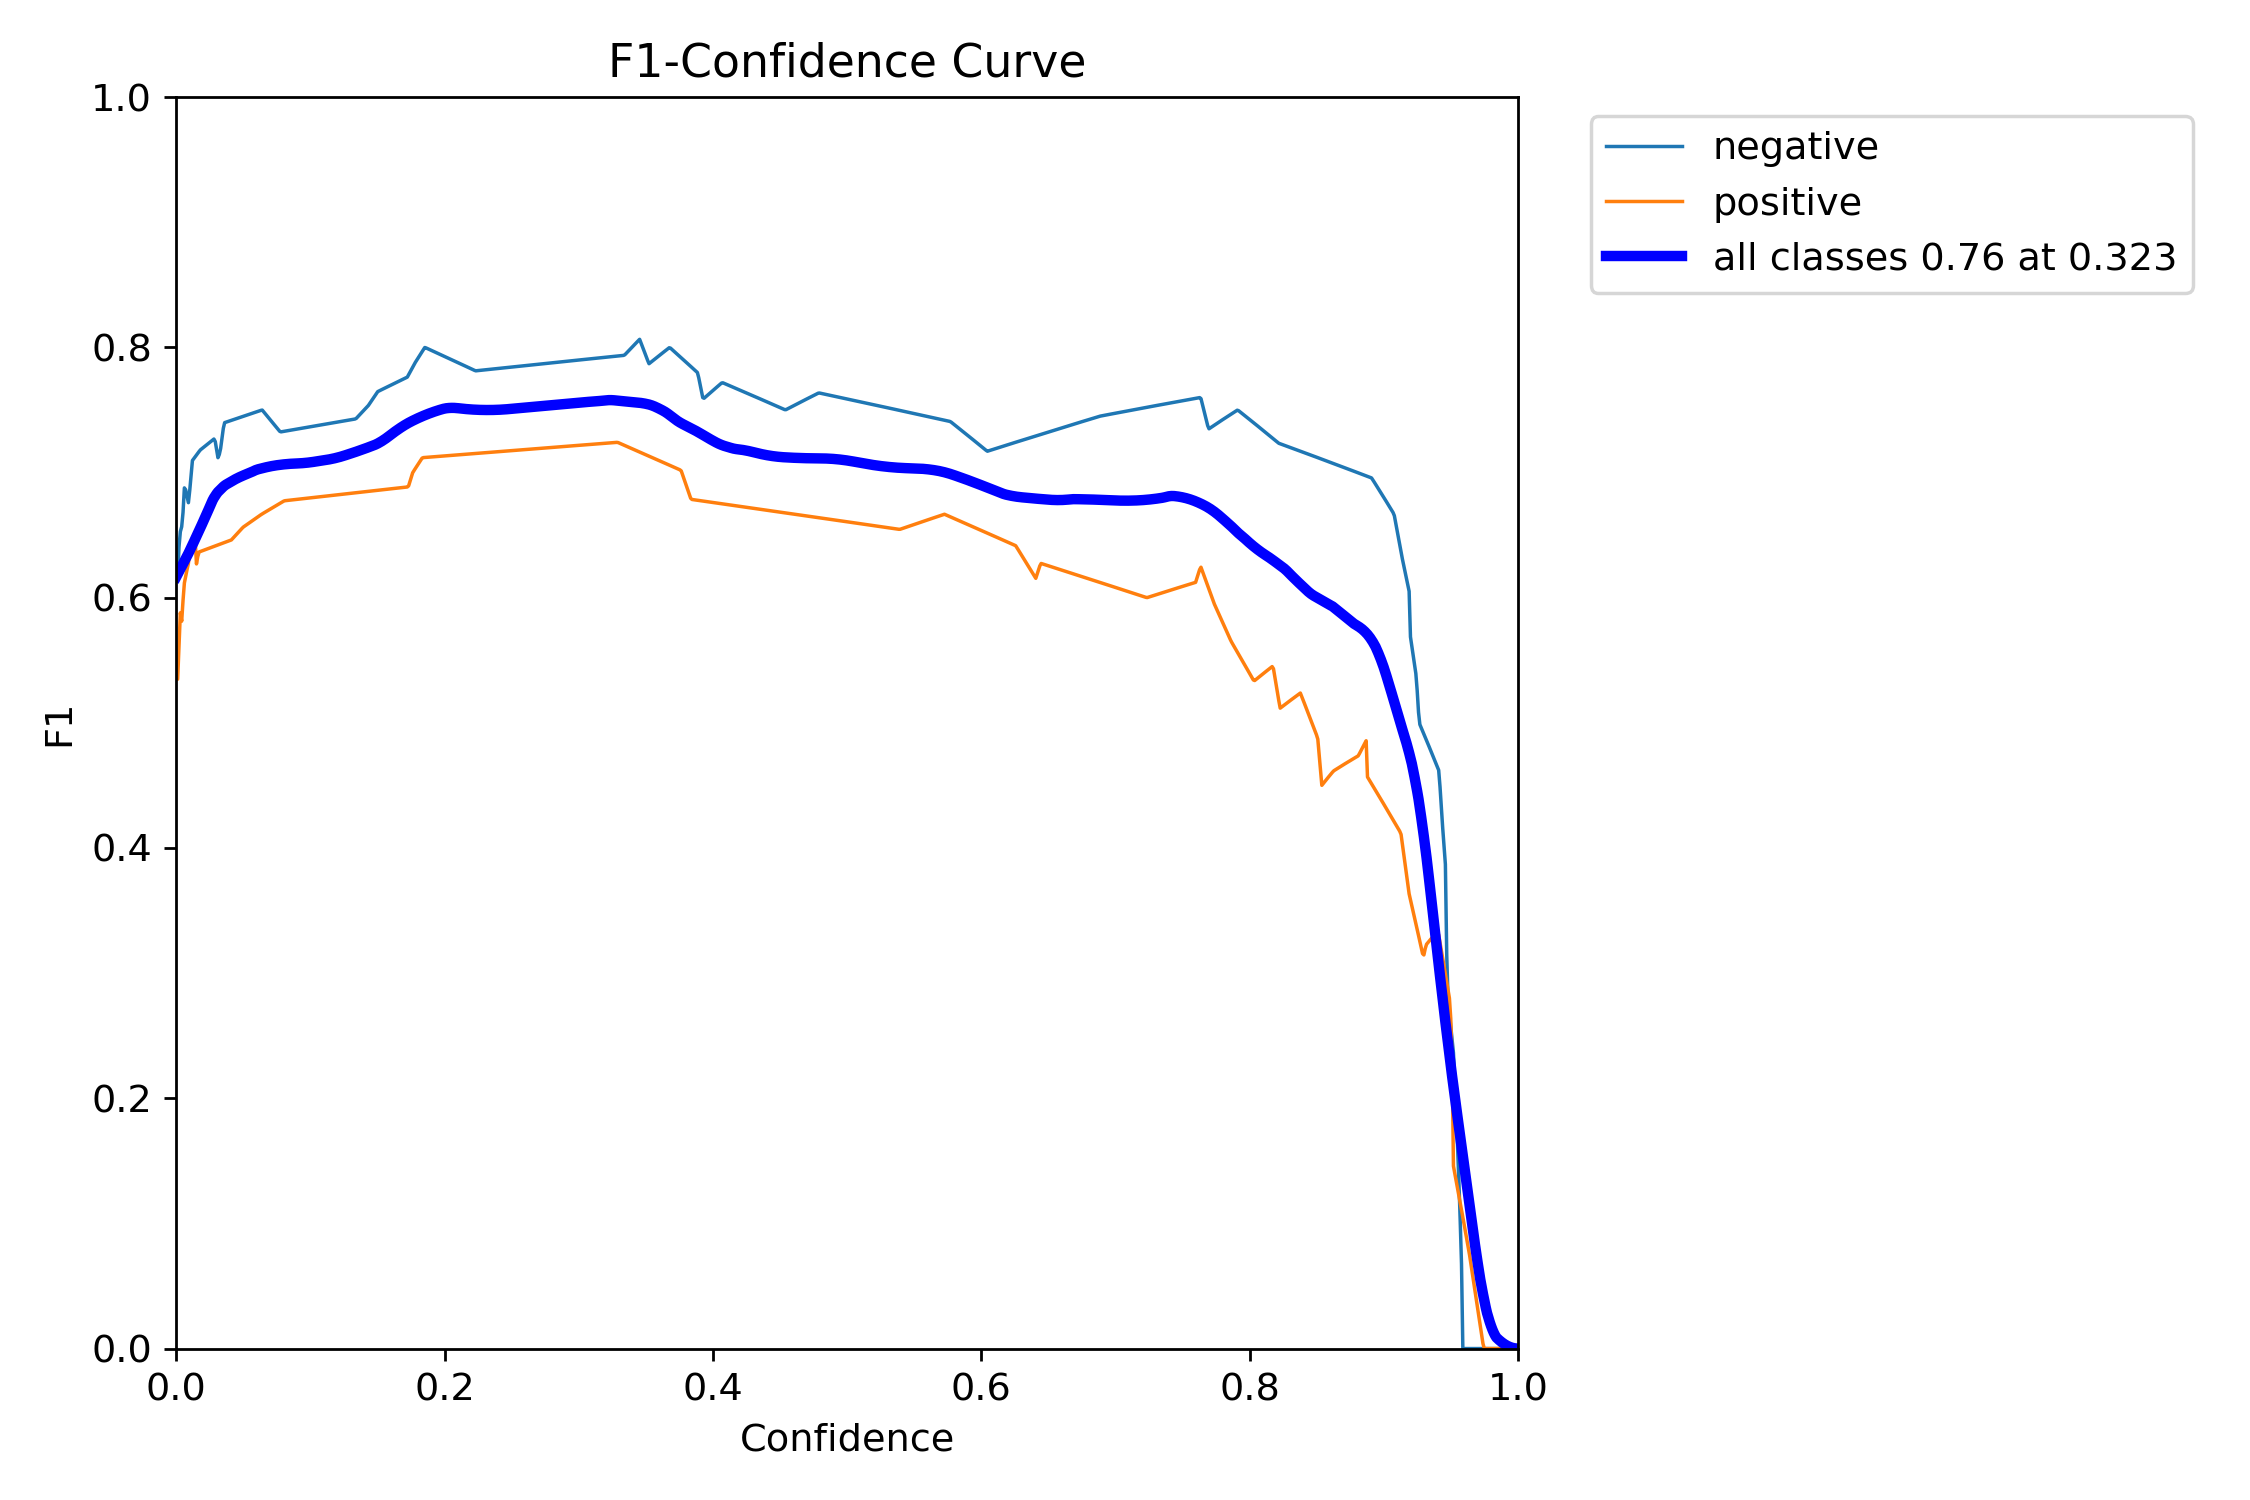 F1-Confidence Curve
1.0
0.8
0.6
0.4
0.2
0.0
F1
0.0 0.2 0.4 0.6 0.8 1.0
Confidence
negative
positive
all classes 0.76 at 0.323